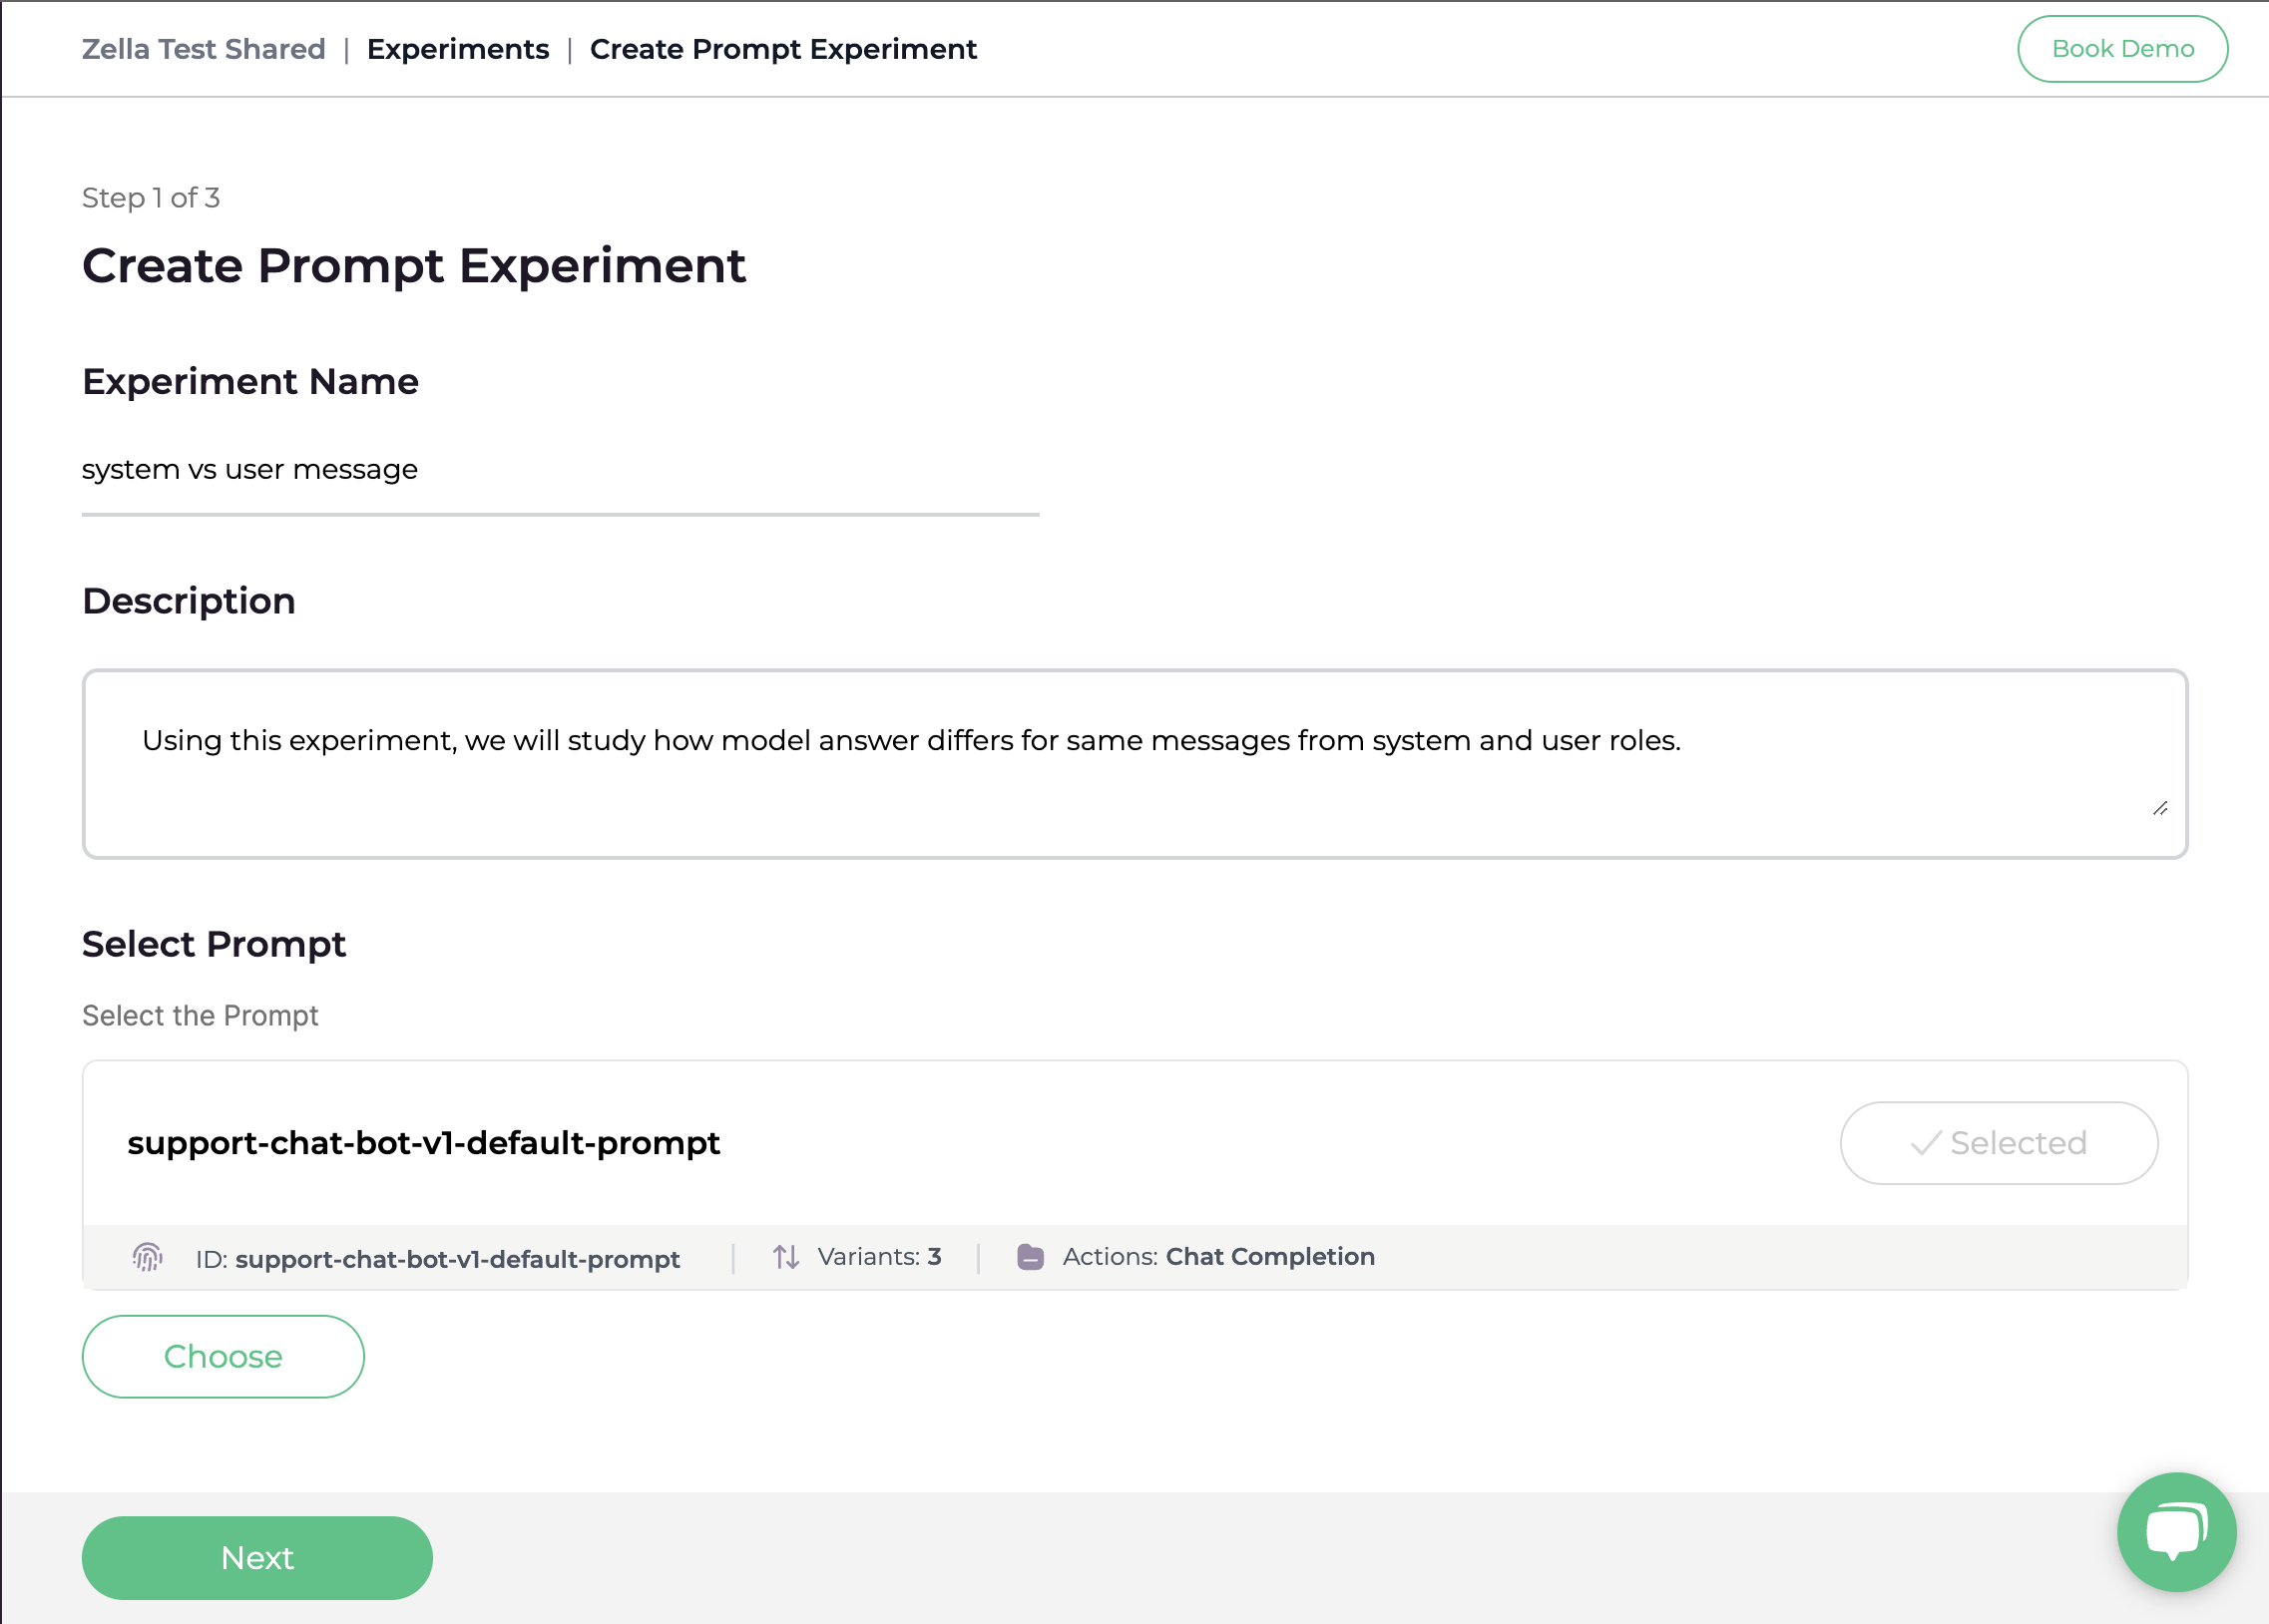 Zella Test Shared | Experiments | Create Prompt Experiment
Book Demo
Step 1 of 3
Create Prompt Experiment
Experiment Name
system vs user message
Description
Using this experiment, we will study how model answer differs for same messages from system and user roles.
Select Prompt
Select the Prompt
support-chat-bot-v1-default-prompt
Selected
ID: support-chat-bot-v1-default-prompt | Variants: 3 | Actions: Chat Completion
Choose
Next